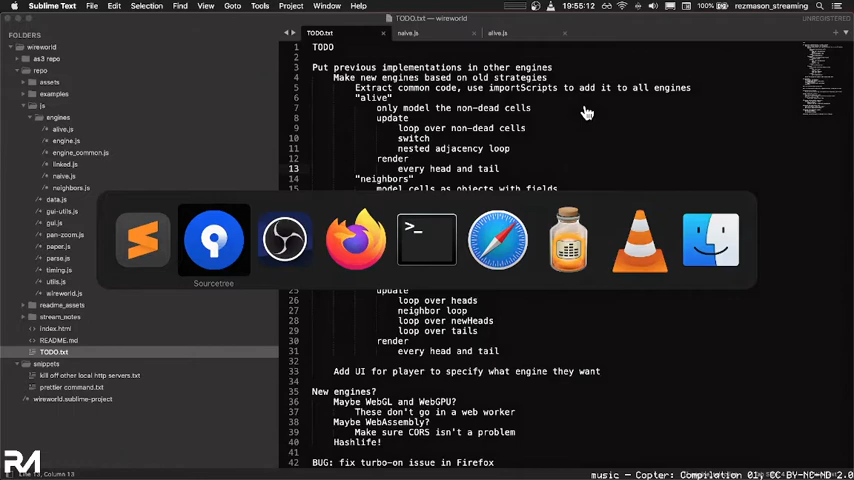 Sublime Text File Edit Selection Find View Goto Tools Project Window Help 100% 19:55:12 rezmason_streaming
TODO.txt — wireworld
UNREGISTERED
FOLDERS
wireworld
as3 repo
repo
assets
examples
js
engines
alive.js
engine.js
engine_common.js
linked.js
naive.js
neighbors.js
data.js
gui-utils.js
gui.js
pan-zoom.js
paper.js
parse.js
timing.js
utils.js
wireworld.js
readme_assets
stream_notes
index.html
README.md
TODO.txt
snippets
kill off other local http servers.txt
prettier command.txt
wireworld.sublime-project
TODO.txt naive.js alive.js
1 TODO
2
3 Put previous implementations in other engines
4 Make new engines based on old strategies
5 Extract common code, use importScripts to add it to all engines
6 "alive"
7 only model the non-dead cells
8 update
9 loop over non-dead cells
10 switch
11 nested adjacency loop
12 render
13 every head and tail
14 "neighbors"
15 model cells as objects with fields
Sourcetree
25 update
26 loop over heads
27 neighbor loop
28 loop over newHeads
29 loop over tails
30 render
31 every head and tail
32
33 Add UI for player to specify what engine they want
34
35 New engines?
36 Maybe WebGL and WebGPU?
37 These don't go in a web worker
38 Maybe WebAssembly?
39 Make sure CORS isn't a problem
40 Hashlife!
41
42 BUG: fix turbo-on issue in Firefox
RM
Line 13, Column 13
music — Copter: Compilation 01, CC BY-NC-ND 2.0